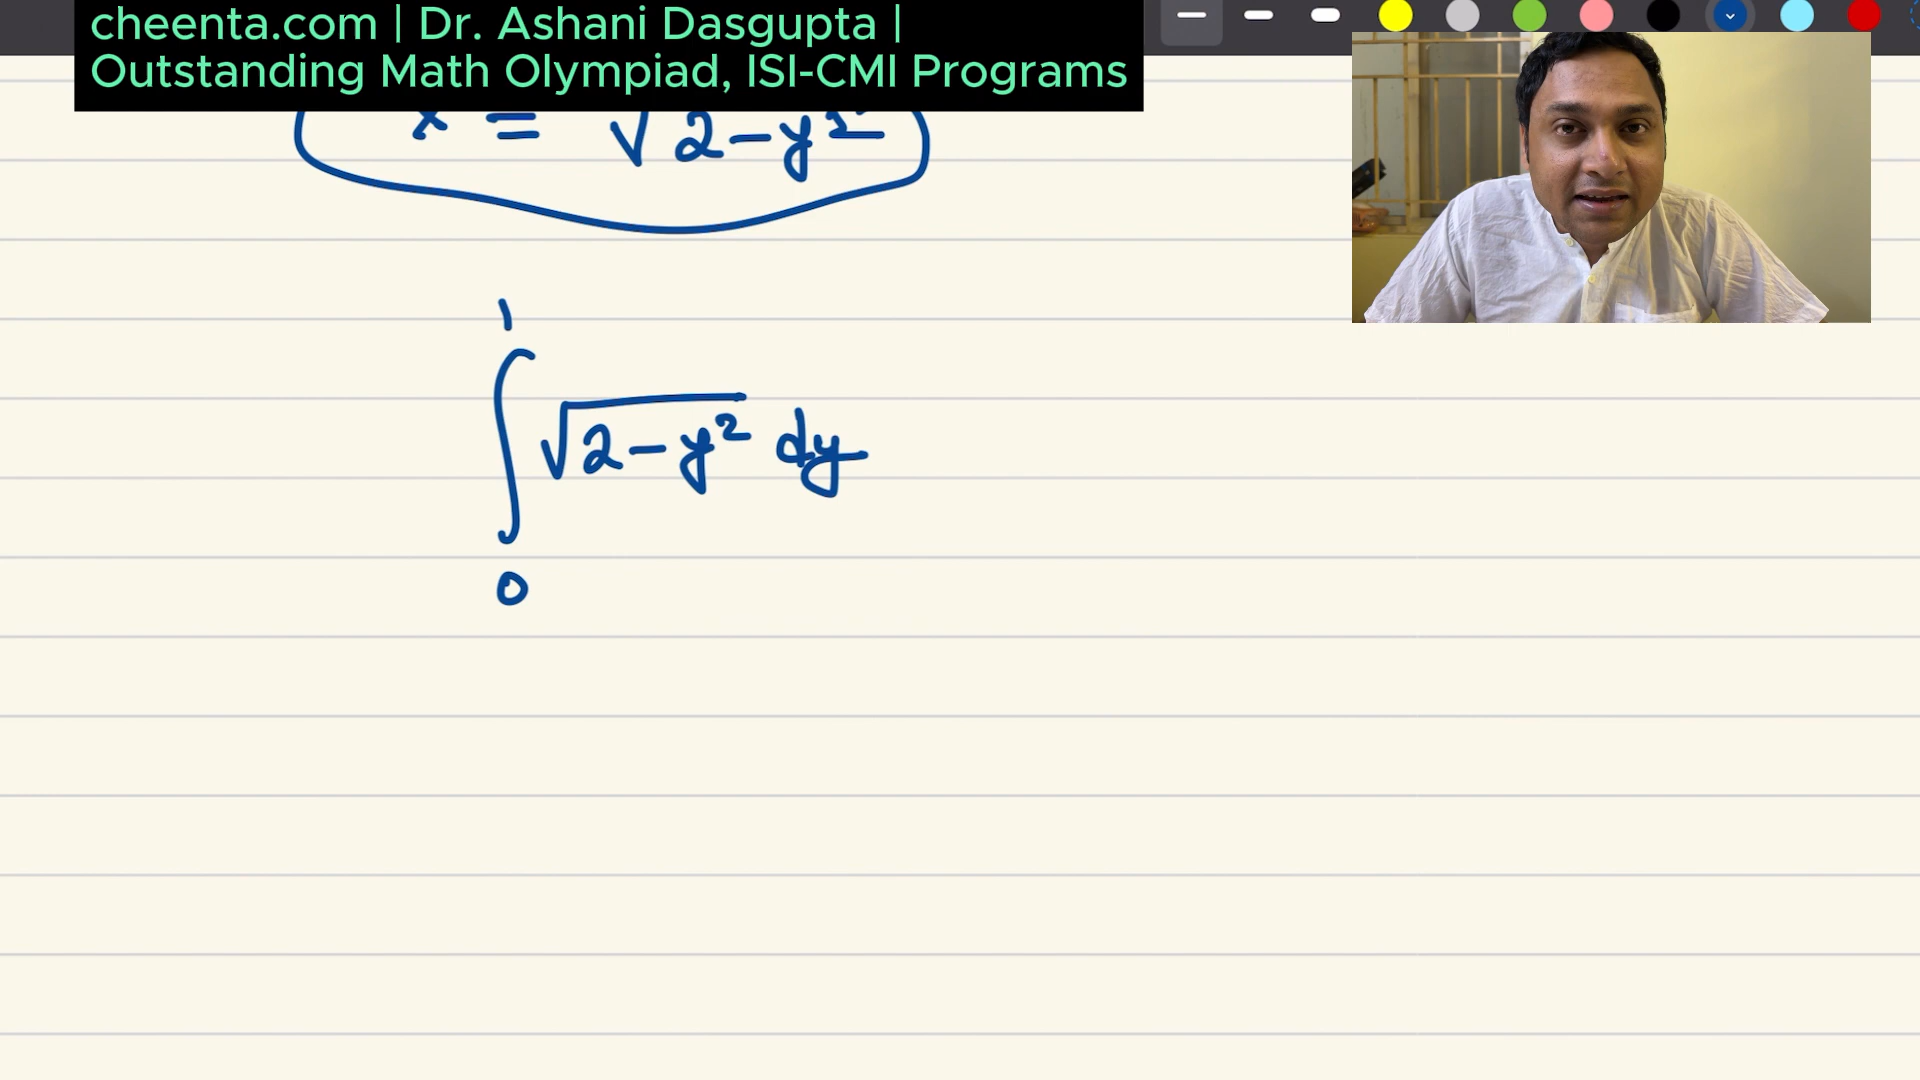 cheenta.com | Dr. Ashani Dasgupta |
Outstanding Math Olympiad, ISI-CMI Programs
x = √2-y²
1
∫ √2-y² dy
0